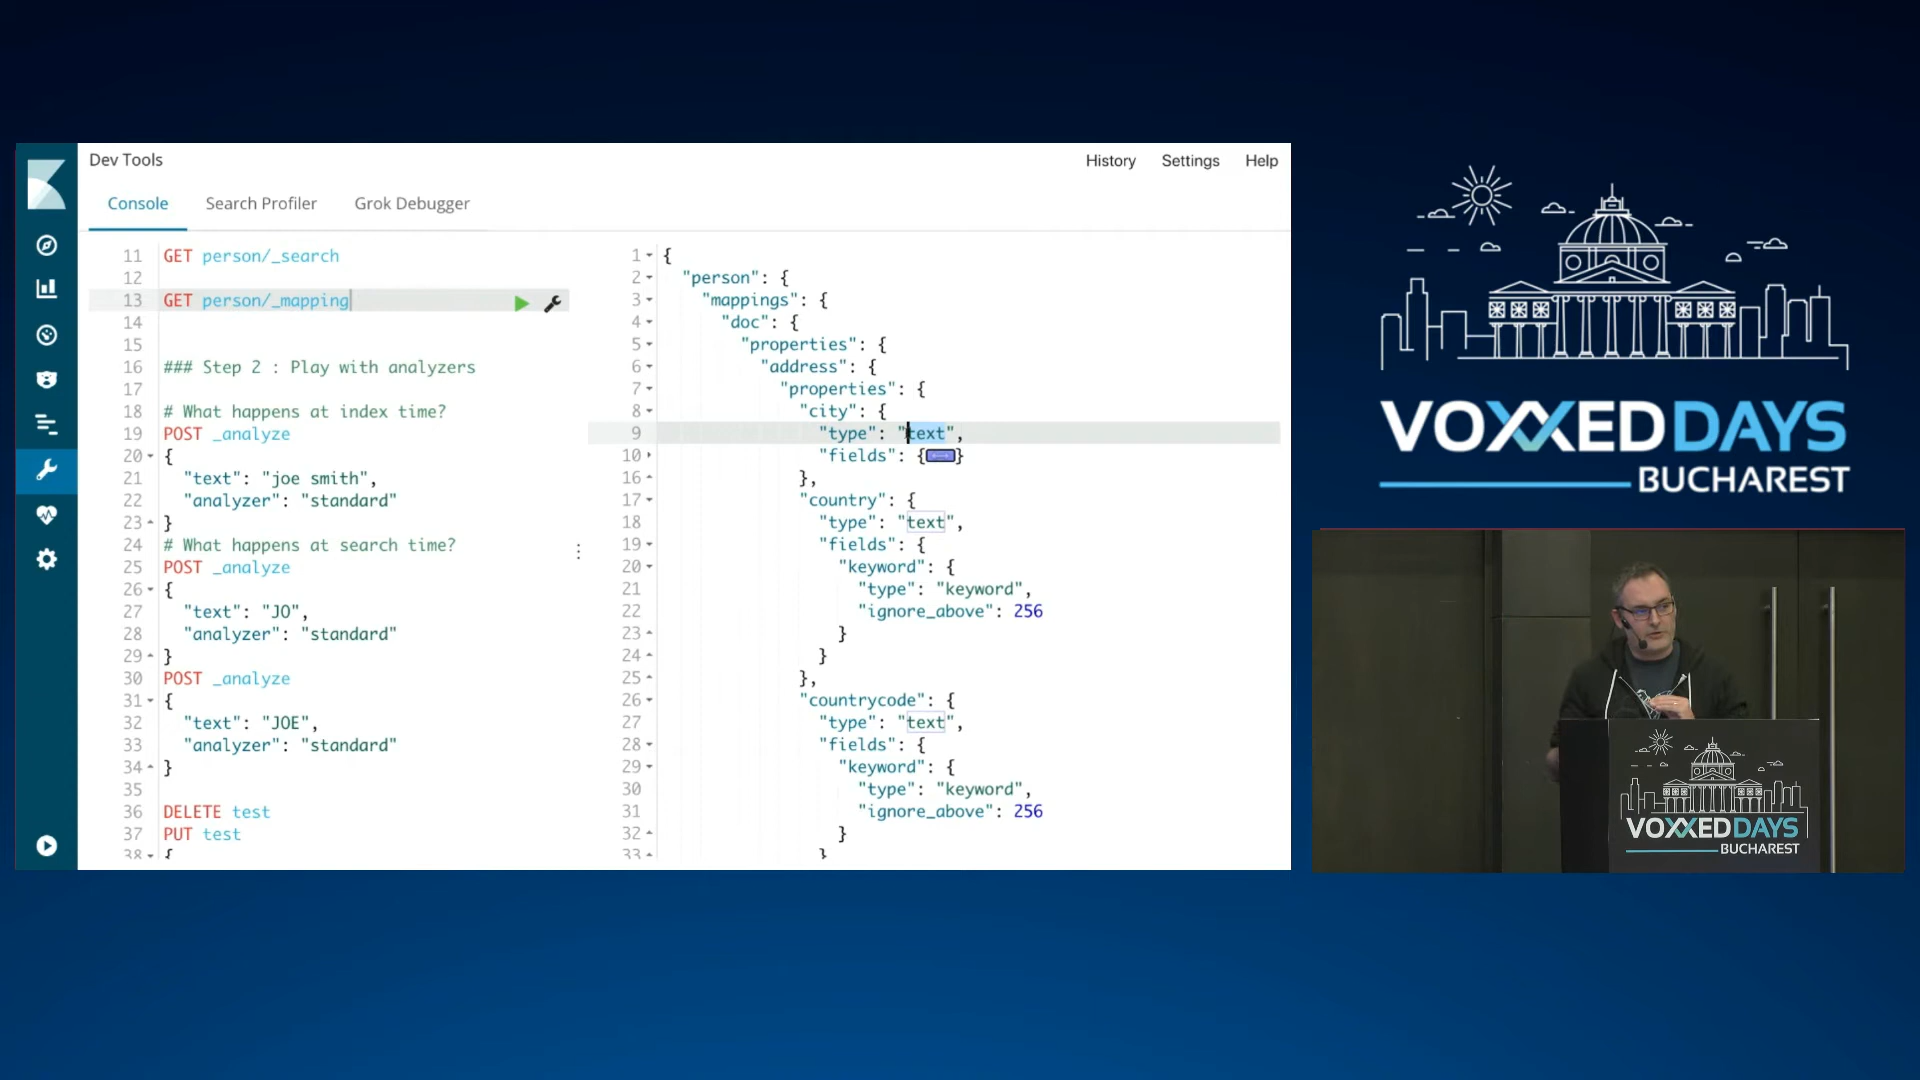 Dev Tools
History Settings Help
Console Search Profiler Grok Debugger
11 GET person/_search
12
13 GET person/_mapping
14
15
16 ### Step 2 : Play with analyzers
17
18 # What happens at index time?
19 POST _analyze
20 {
21 "text": "joe smith",
22 "analyzer": "standard"
23 }
24 # What happens at search time?
25 POST _analyze
26 {
27 "text": "JO",
28 "analyzer": "standard"
29 }
30 POST _analyze
31 {
32 "text": "JOE",
33 "analyzer": "standard"
34 }
35
36 DELETE test
37 PUT test
38 {
1 {
2 "person": {
3 "mappings": {
4 "doc": {
5 "properties": {
6 "address": {
7 "properties": {
8 "city": {
9 "type": "text",
10 "fields": {}
16 },
17 "country": {
18 "type": "text",
19 "fields": {
20 "keyword": {
21 "type": "keyword",
22 "ignore_above": 256
23 }
24 }
25 },
26 "countrycode": {
27 "type": "text",
28 "fields": {
29 "keyword": {
30 "type": "keyword",
31 "ignore_above": 256
32 }
33 }
VOXXED DAYS
BUCHAREST
VOXXED DAYS
BUCHAREST